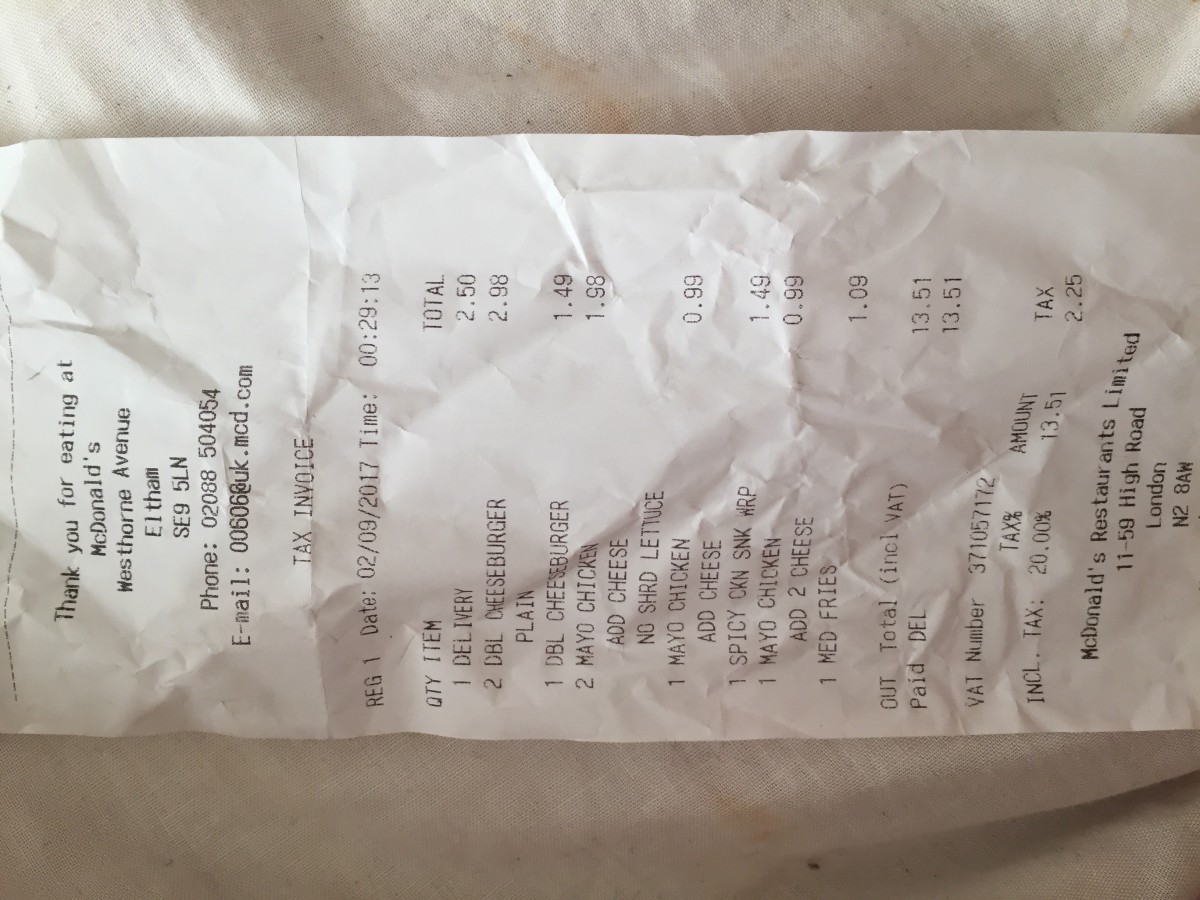 Thank you for eating at
McDonald's
Westhorne Avenue
Eltham
SE9 5LN
Phone: 02088 504054
E-mail: 00606@uk.mcd.com
TAX INVOICE
REG 1 Date: 02/09/2017 Time: 00:29:13
QTY ITEM TOTAL
1 DELIVERY 2.50
2 DBL CHEESEBURGER 2.98
PLAIN
1 DBL CHEESEBURGER 1.49
2 MAYO CHICKEN 1.98
ADD CHEESE
NO SHRD LETTUCE
1 MAYO CHICKEN 0.99
ADD CHEESE
1 SPICY CKN SNK WRP 1.49
1 MAYO CHICKEN 0.99
ADD 2 CHEESE
1 MED FRIES 1.09
OUT Total (incl VAT) 13.51
Paid DEL 13.51
VAT Number 371057172
TAX% AMOUNT TAX
INCL. TAX: 20.00% 13.51 2.25
McDonald's Restaurants Limited
11-59 High Road
London
N2 8AW